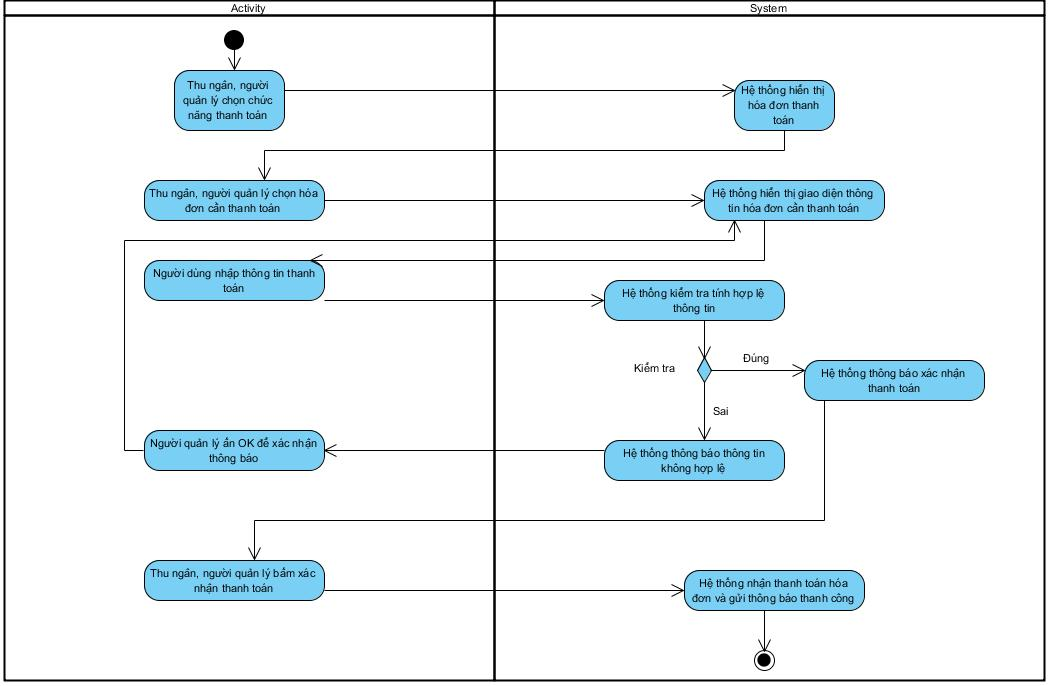 Activity
System
Thu ngân, người
quản lý chọn chức
năng thanh toán
Hệ thống hiển thị
hóa đơn thanh
toán
Thu ngân, người quản lý chọn hóa
đơn cần thanh toán
Hệ thống hiển thị giao diện thông
tin hóa đơn cần thanh toán
Người dùng nhập thông tin thanh
toán
Hệ thống kiểm tra tính hợp lệ
thông tin
Kiểm tra
Đúng
Hệ thống thông báo xác nhận
thanh toán
Sai
Người quản lý ấn OK để xác nhận
thông báo
Hệ thống thông báo thông tin
không hợp lệ
Thu ngân, người quản lý bấm xác
nhận thanh toán
Hệ thống nhận thanh toán hóa
đơn và gửi thông báo thanh công